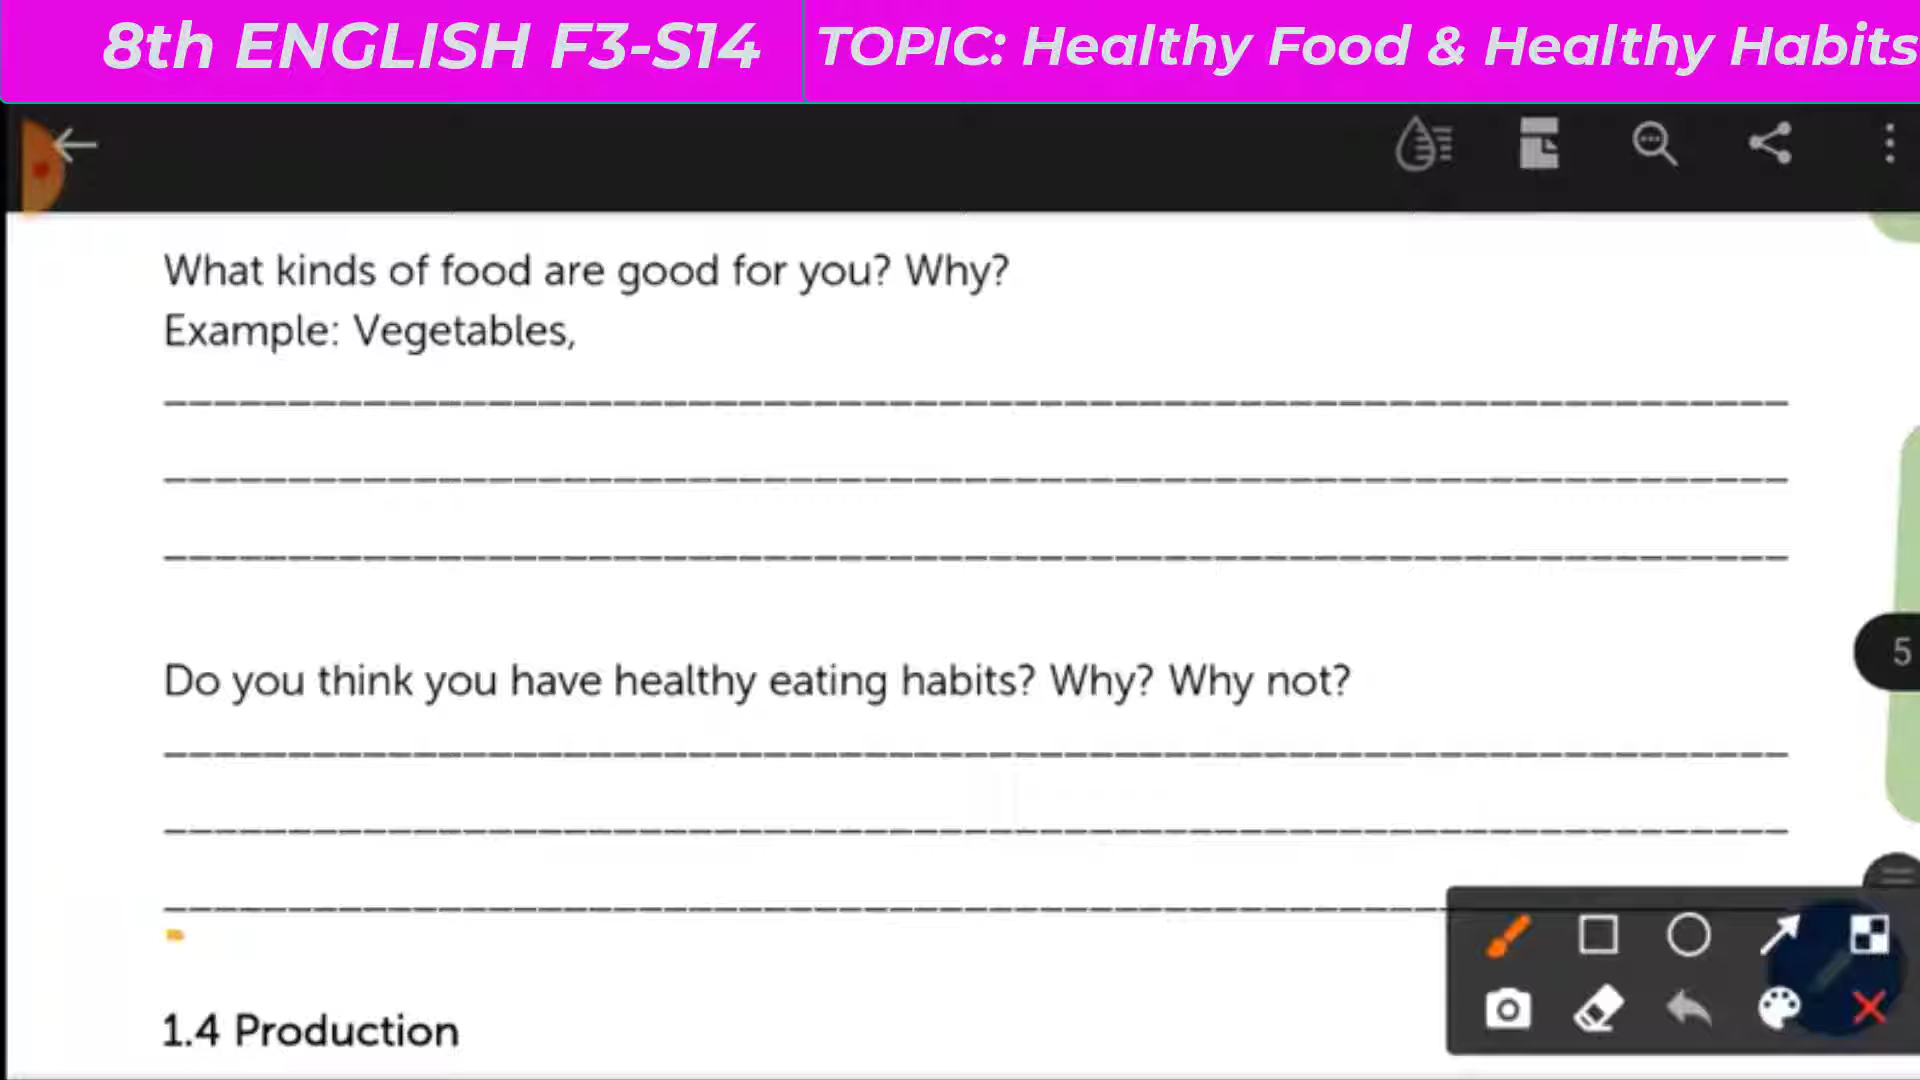 8th ENGLISH F3-S14 TOPIC: Healthy Food & Healthy Habits
What kinds of food are good for you? Why?
Example: Vegetables,
5
Do you think you have healthy eating habits? Why? Why not?
1.4 Production